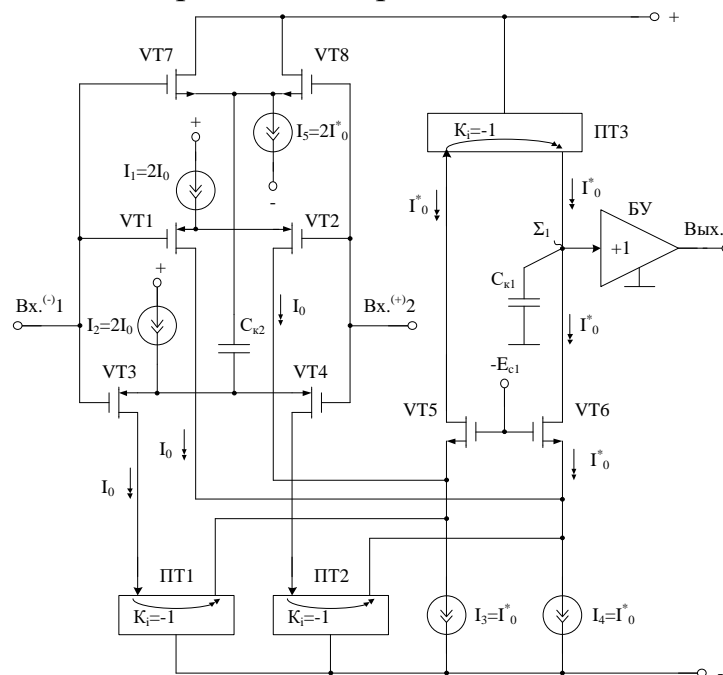 VT7
VT8
+
+
Kᵢ=-1
ПТ3
I₅=2I*₀
I₁=2I₀
-
I*₀
I*₀
БУ
VT1
VT2
Σ₁
+1
Вых.
Cк1
+
Вх.⁽⁻⁾1
I₂=2I₀
I₀
Cк2
Вх.⁽⁺⁾2
I*₀
-Eс1
VT3
VT4
VT5
VT6
I₀
I*₀
I₀
ПТ1
ПТ2
Kᵢ=-1
Kᵢ=-1
I₃=I*₀
I₄=I*₀
-